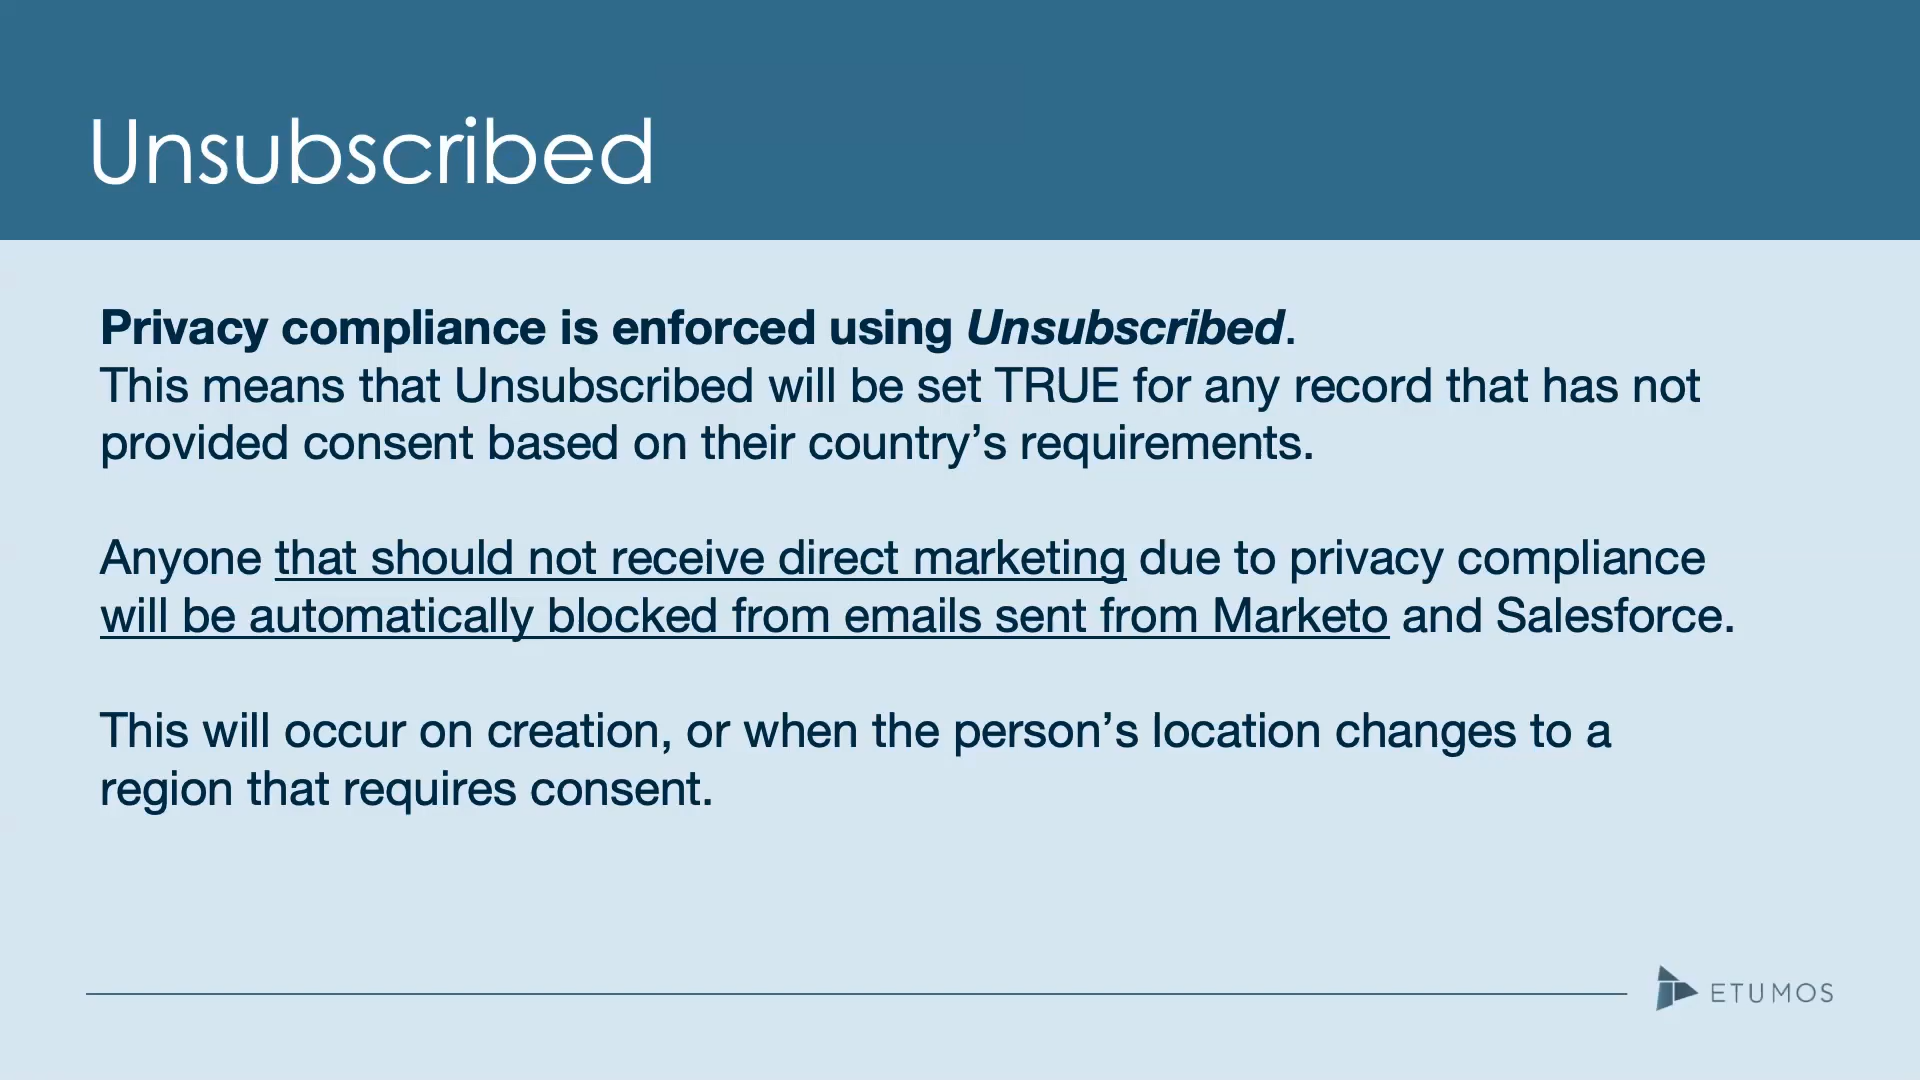 Unsubscribed
Privacy compliance is enforced using Unsubscribed.
This means that Unsubscribed will be set TRUE for any record that has not
provided consent based on their country’s requirements.
Anyone that should not receive direct marketing due to privacy compliance
will be automatically blocked from emails sent from Marketo and Salesforce.
This will occur on creation, or when the person’s location changes to a
region that requires consent.
ETUMOS